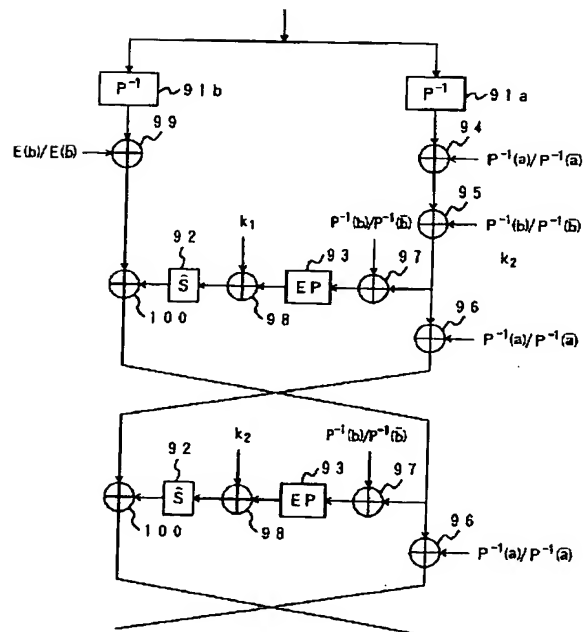 P⁻¹ 91b P⁻¹ 91a
99 94
E(b)/E(b̄) P⁻¹(a)/P⁻¹(ā)
95
k₁ P⁻¹(b)/P⁻¹(b̄) P⁻¹(b)/P⁻¹(b̄)
92 93 97 k₂
S̃ EP
100 98 96
P⁻¹(a)/P⁻¹(ā)
k₂ P⁻¹(b)/P⁻¹(b̄)
92 93 97
S̃ EP
100 98 96
P⁻¹(a)/P⁻¹(ā)